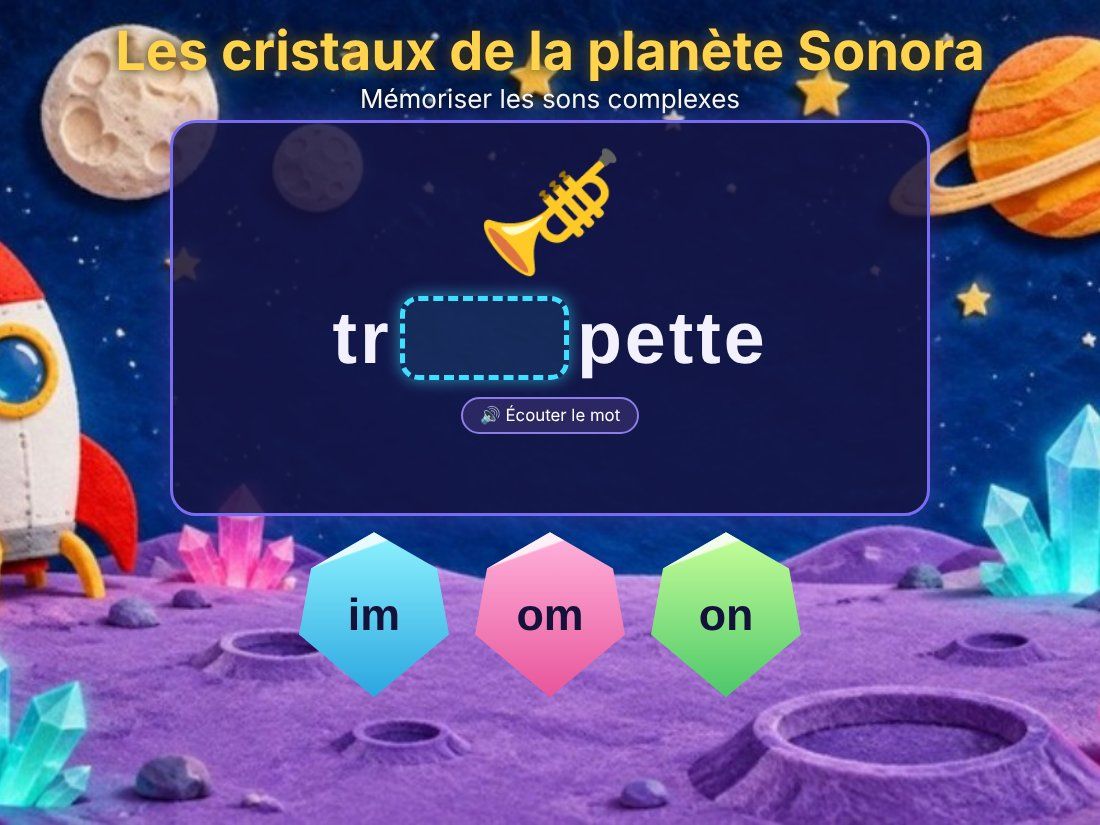 Les cristaux de la planète Sonora
Mémoriser les sons complexes
tr pette
🔊 Écouter le mot
im om on